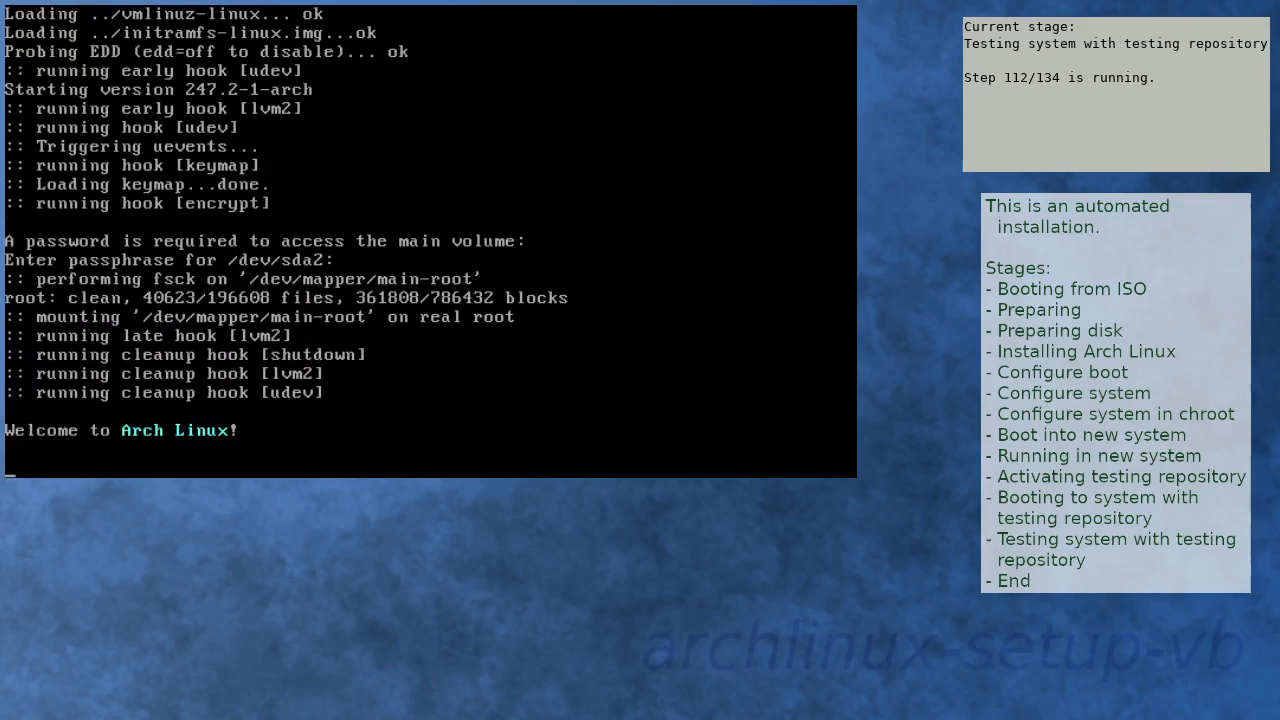 Loading ../vmlinuz-linux... ok
Loading ../initramfs-linux.img...ok
Probing EDD (edd=off to disable)... ok
:: running early hook [udev]
Starting version 247.2-1-arch
:: running early hook [lvm2]
:: running hook [udev]
:: Triggering uevents...
:: running hook [keymap]
:: Loading keymap...done.
:: running hook [encrypt]
A password is required to access the main volume:
Enter passphrase for /dev/sda2:
:: performing fsck on '/dev/mapper/main-root'
root: clean, 40623/196608 files, 361808/786432 blocks
:: mounting '/dev/mapper/main-root' on real root
:: running late hook [lvm2]
:: running cleanup hook [shutdown]
:: running cleanup hook [lvm2]
:: running cleanup hook [udev]
Welcome to Arch Linux!
Current stage:
Testing system with testing repository
Step 112/134 is running.
This is an automated
installation.
Stages:
- Booting from ISO
- Preparing
- Preparing disk
- Installing Arch Linux
- Configure boot
- Configure system
- Configure system in chroot
- Boot into new system
- Running in new system
- Activating testing repository
- Booting to system with
testing repository
- Testing system with testing
repository
- End
archlinux-setup-vb